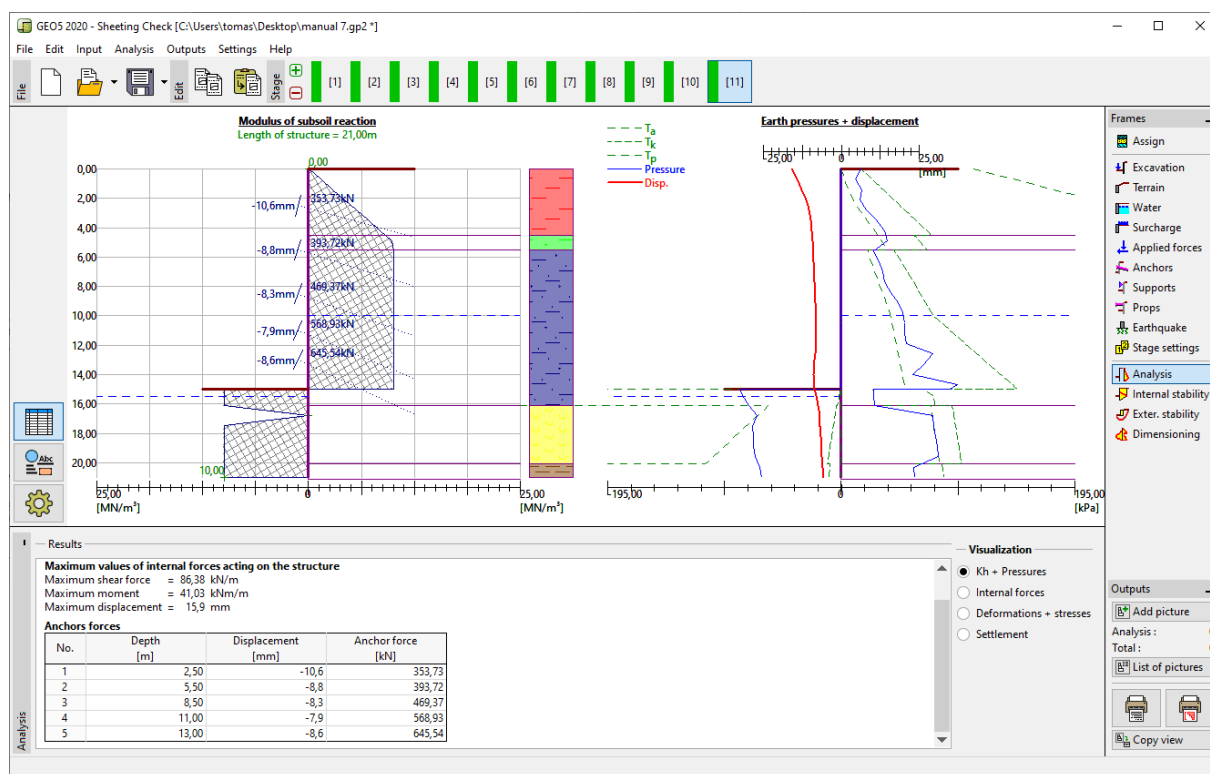 GEO5 2020 - Sheeting Check [C:\Users\tomas\Desktop\manual 7.gp2 *]
File Edit Input Analysis Outputs Settings Help
File
Edit
Stage
[1] [2] [3] [4] [5] [6] [7] [8] [9] [10] [11]
Modulus of subsoil reaction
Length of structure = 21,00m
0,00
0,00
2,00
4,00
6,00
8,00
10,00
12,00
14,00
16,00
18,00
20,00
-10,6mm 353,73kN
-8,8mm 393,72kN
-8,3mm 469,37kN
-7,9mm 568,93kN
-8,6mm 645,54kN
10,00
25,00 0 25,00
[MN/m³] [MN/m³]
Ta
Tk
Tp
Pressure
Disp.
Earth pressures + displacement
-25,00 0 25,00
[mm]
-195,00 0 195,00
[kPa]
Frames
Assign
Excavation
Terrain
Water
Surcharge
Applied forces
Anchors
Supports
Props
Earthquake
Stage settings
Analysis
Internal stability
Exter. stability
Dimensioning
Abc
Analysis
Results
Maximum values of internal forces acting on the structure
Maximum shear force = 86,38 kN/m
Maximum moment = 41,03 kNm/m
Maximum displacement = 15,9 mm
Anchors forces
No. Depth Displacement Anchor force
[m] [mm] [kN]
1 2,50 -10,6 353,73
2 5,50 -8,8 393,72
3 8,50 -8,3 469,37
4 11,00 -7,9 568,93
5 13,00 -8,6 645,54
Visualization
Kh + Pressures
Internal forces
Deformations + stresses
Settlement
Outputs
Add picture
Analysis :
Total :
List of pictures
Copy view